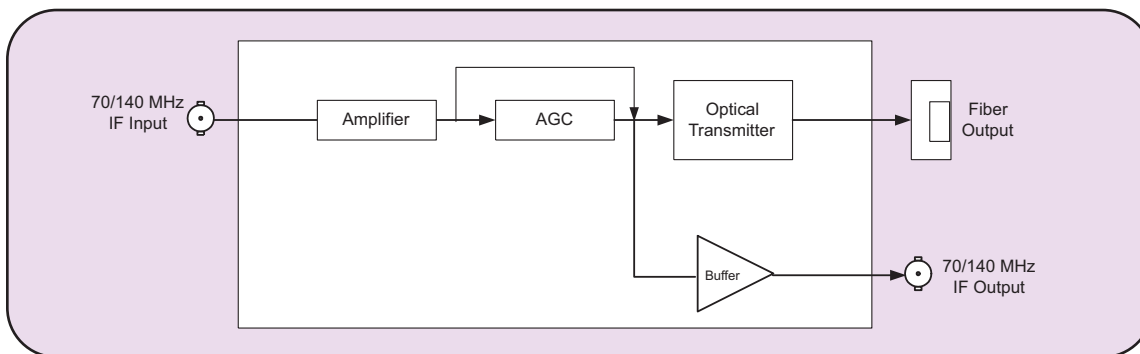 70/140 MHz
IF Input
Amplifier
AGC
Optical
Transmitter
Fiber
Output
Buffer
70/140 MHz
IF Output